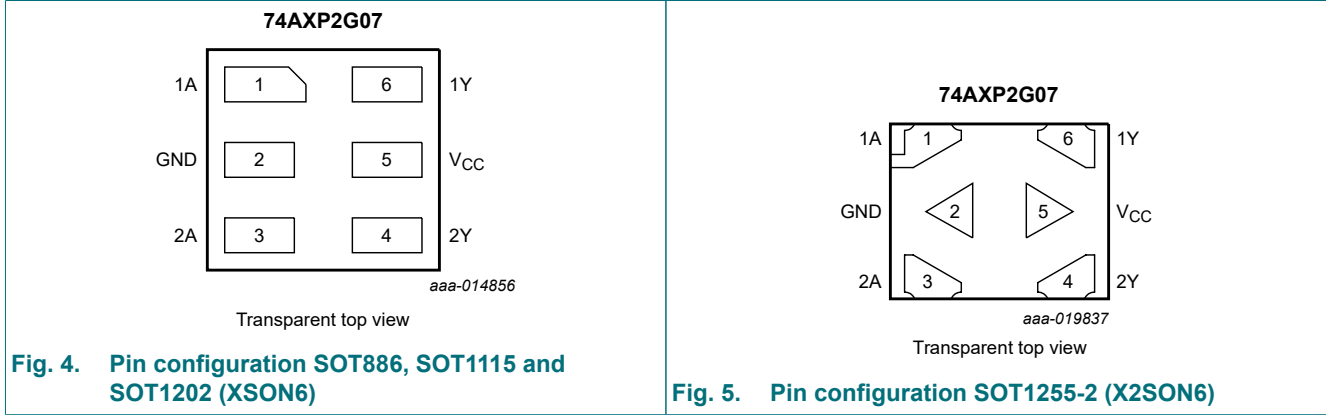 74AXP2G07
1A 1 6 1Y
GND 2 5 VCC
2A 3 4 2Y
aaa-014856
Transparent top view
Fig. 4. Pin configuration SOT886, SOT1115 and
SOT1202 (XSON6)
74AXP2G07
1A 1 6 1Y
GND 2 5 VCC
2A 3 4 2Y
aaa-019837
Transparent top view
Fig. 5. Pin configuration SOT1255-2 (X2SON6)